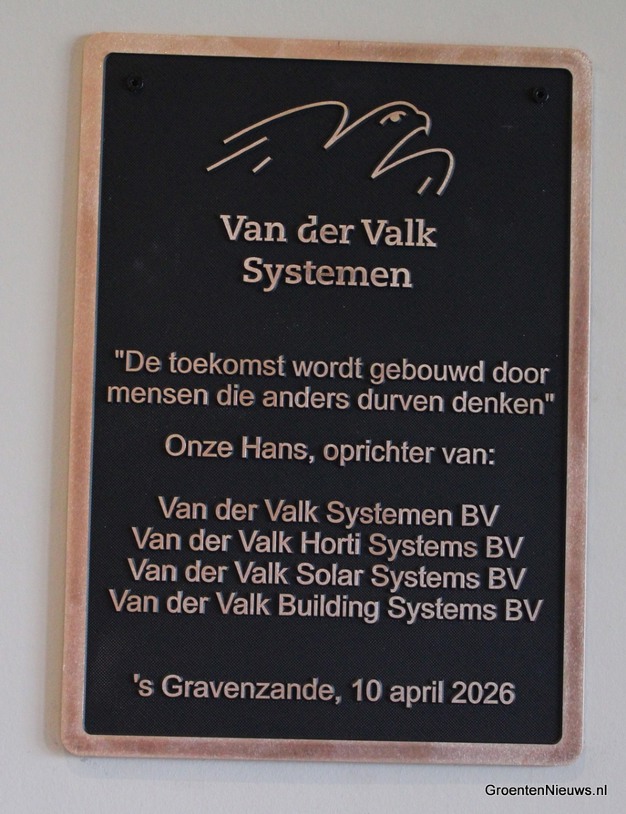 Van der Valk
Systemen
"De toekomst wordt gebouwd door
mensen die anders durven denken"
Onze Hans, oprichter van:
Van der Valk Systemen BV
Van der Valk Horti Systems BV
Van der Valk Solar Systems BV
Van der Valk Building Systems BV
's Gravenzande, 10 april 2026
GroentenNieuws.nl